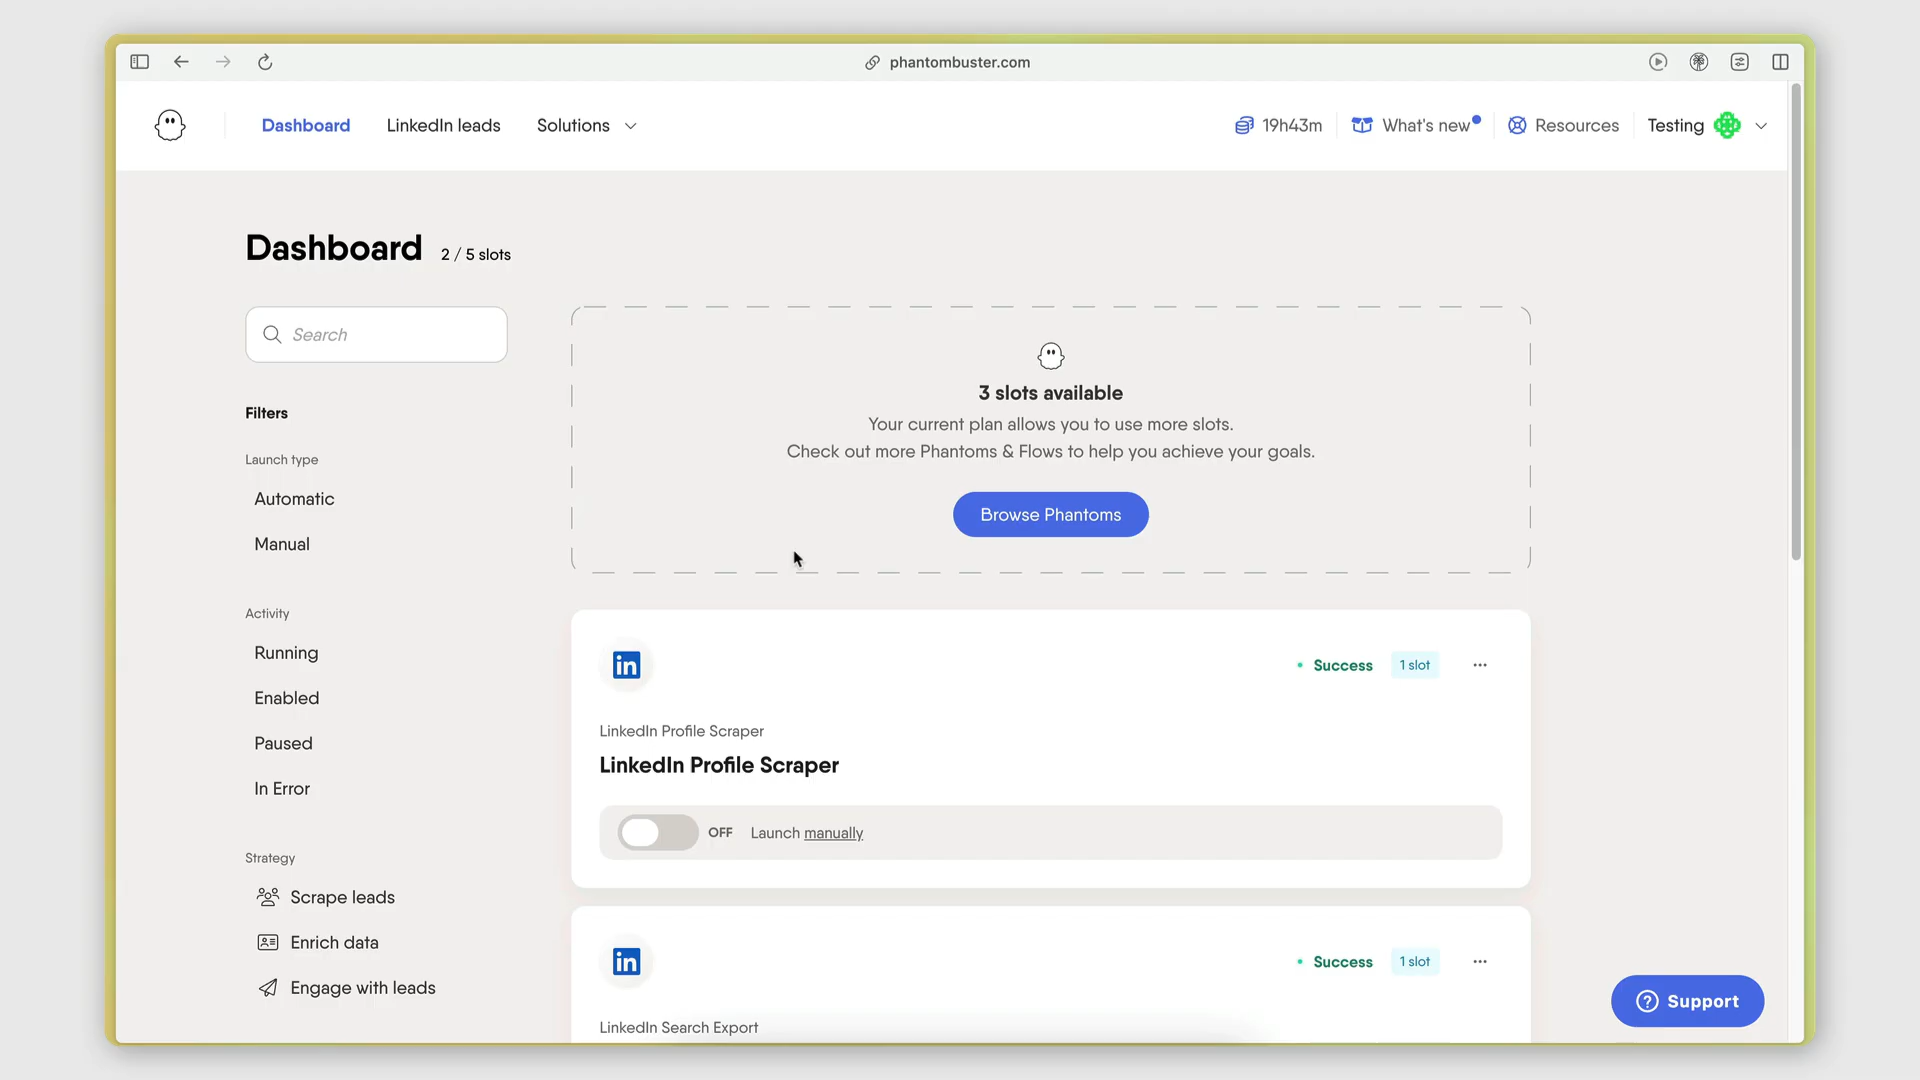 phantombuster.com
Dashboard
LinkedIn leads
Solutions
19h43m
What's new
Resources
Testing
Dashboard
2 / 5 slots
Search
Filters
Launch type
Automatic
Manual
Activity
Running
Enabled
Paused
In Error
Strategy
Scrape leads
Enrich data
Engage with leads
3 slots available
Your current plan allows you to use more slots.
Check out more Phantoms & Flows to help you achieve your goals.
Browse Phantoms
in
Success
1 slot
LinkedIn Profile Scraper
LinkedIn Profile Scraper
OFF
Launch manually
in
Success
1 slot
LinkedIn Search Export
Support